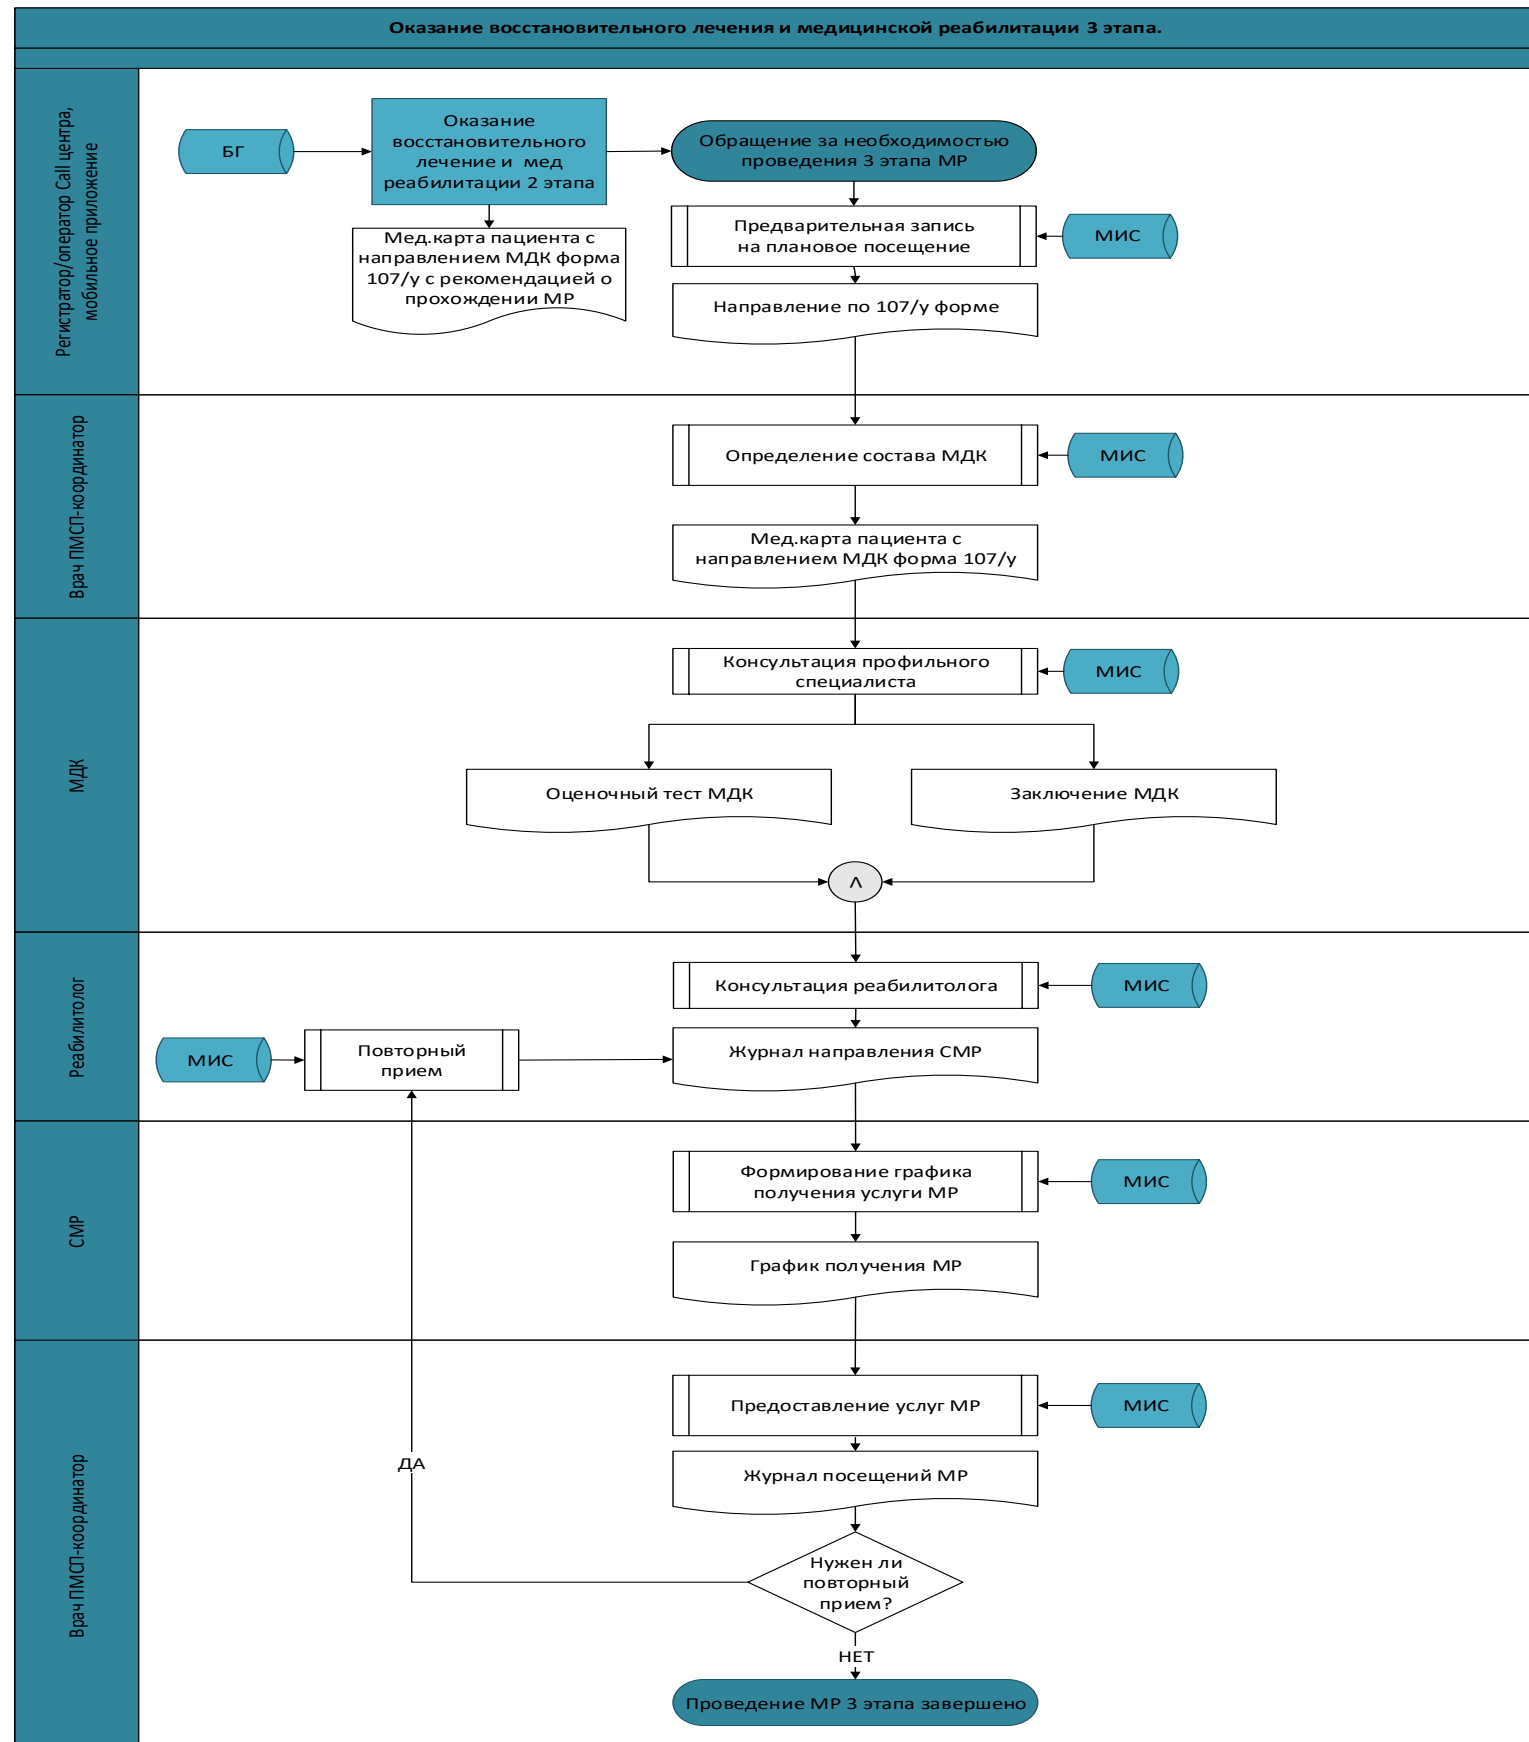 Оказание восстановительного лечения и медицинской реабилитации 3 этапа.
Регистратор/оператор Call центра,
мобильное приложение
БГ
Оказание
восстановительного
лечение и мед
реабилитации 2 этапа
Обращение за необходимостью
проведения 3 этапа МР
Мед.карта пациента с
направлением МДК форма
107/у с рекомендацией о
прохождении МР
Предварительная запись
на плановое посещение
МИС
Направление по 107/у форме
Врач ПМСП-координатор
Определение состава МДК
МИС
Мед.карта пациента с
направлением МДК форма 107/у
МДК
Консультация профильного
специалиста
МИС
Оценочный тест МДК
Заключение МДК
Λ
Реабилитолог
Консультация реабилитолога
МИС
МИС
Повторный
прием
Журнал направления СМР
СМР
Формирование графика
получения услуги МР
МИС
График получения МР
Врач ПМСП-координатор
Предоставление услуг МР
МИС
ДА
Журнал посещений МР
Нужен ли
повторный
прием?
НЕТ
Проведение МР 3 этапа завершено